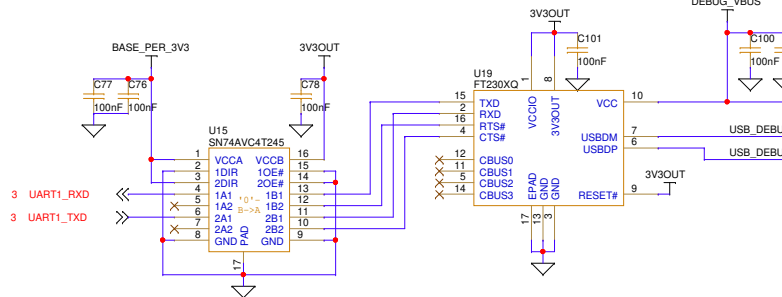 DEBUG_VBUS
3V3OUT
BASE_PER_3V3
3V3OUT
C101
100nF
C100
100nF
C77
C76
100nF
100nF
C78
100nF
U19
FT230XQ
1
8
VCCIO
3V3OUT
15
TXD
2
RXD
16
RTS#
4
CTS#
VCC
10
USBDM
7
USB_DEBU
USBDP
6
USB_DEBU
12
CBUS0
11
CBUS1
5
CBUS2
14
CBUS3
RESET#
9
3V3OUT
EPAD
GND
GND
17
13
3
U15
SN74AVC4T245
1
VCCA
VCCB
16
2
1DIR
1OE#
15
3
2DIR
2OE#
14
3 UART1_RXD
4
1A1
1B1
13
5
1A2
1B2
12
3 UART1_TXD
6
2A1
2B1
11
7
2A2
2B2
10
8
GND
GND
9
'0'-
B->A
PAD
17